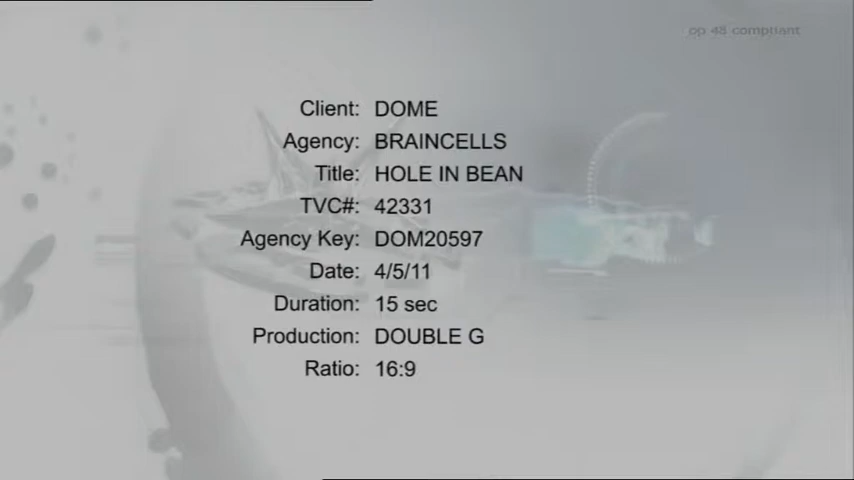 op 48 compliant
Client: DOME
Agency: BRAINCELLS
Title: HOLE IN BEAN
TVC#: 42331
Agency Key: DOM20597
Date: 4/5/11
Duration: 15 sec
Production: DOUBLE G
Ratio: 16:9